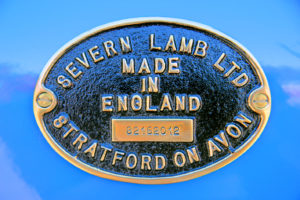 SEVERN LAMB LTD
MADE
IN
ENGLAND
STRATFORD ON AVON